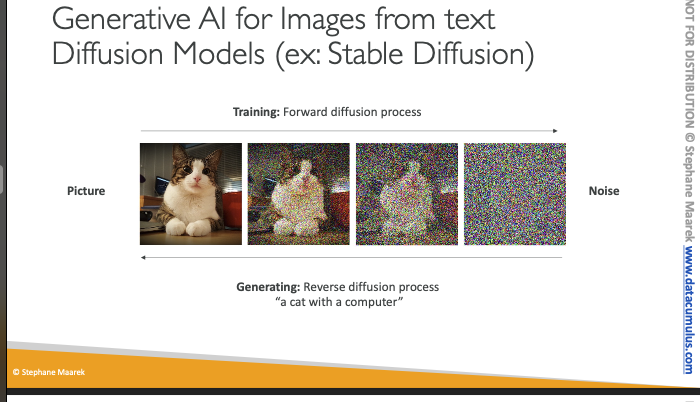 Generative AI for Images from text
Diffusion Models (ex: Stable Diffusion)
Training: Forward diffusion process
Picture
Noise
Generating: Reverse diffusion process
“a cat with a computer”
© Stephane Maarek
NOT FOR DISTRIBUTION © Stephane Maarek www.datacumulus.com